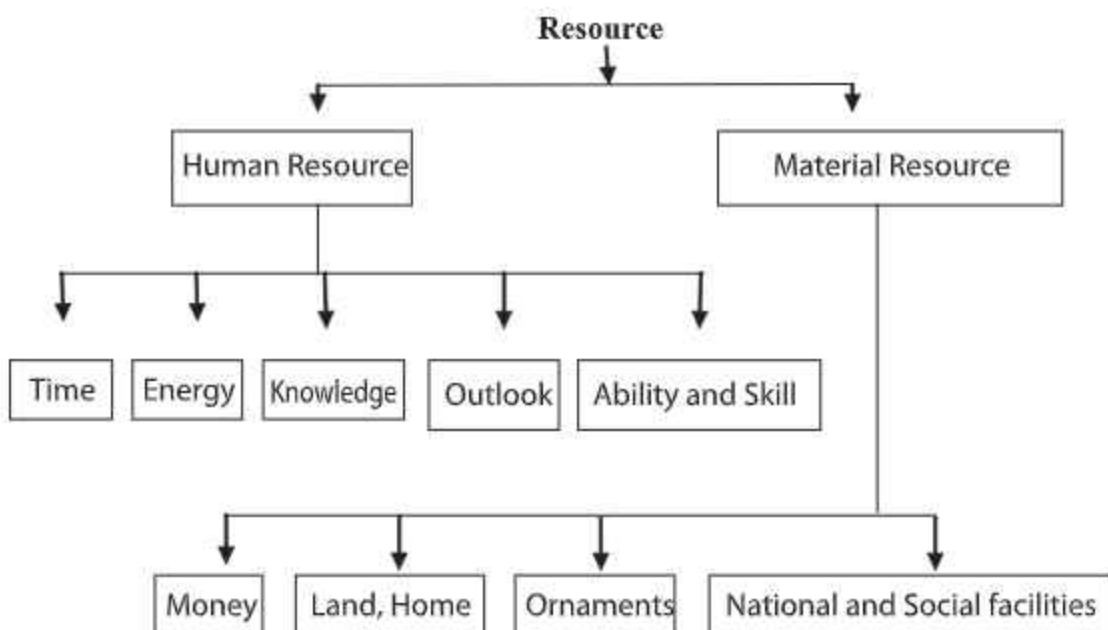 Resource
Human Resource
Material Resource
Time
Energy
Knowledge
Outlook
Ability and Skill
Money
Land, Home
Ornaments
National and Social facilities